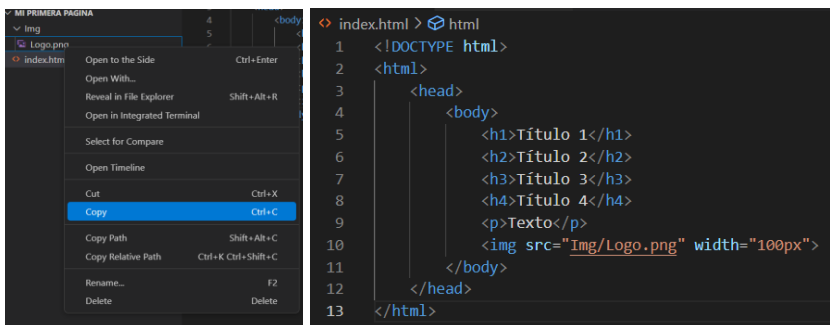 MI PRIMERA PAGINA
Img
Logo.png
index.htm
4 <body
5
Open to the Side Ctrl+Enter
Open With...
Reveal in File Explorer Shift+Alt+R
Open in Integrated Terminal
Select for Compare
Open Timeline
Cut Ctrl+X
Copy Ctrl+C
Copy Path Shift+Alt+C
Copy Relative Path Ctrl+K Ctrl+Shift+C
Rename... F2
Delete Delete
index.html > html
1 <!DOCTYPE html>
2 <html>
3 <head>
4 <body>
5 <h1>Título 1</h1>
6 <h2>Título 2</h2>
7 <h3>Título 3</h3>
8 <h4>Título 4</h4>
9 <p>Texto</p>
10 <img src="Img/Logo.png" width="100px">
11 </body>
12 </head>
13 </html>